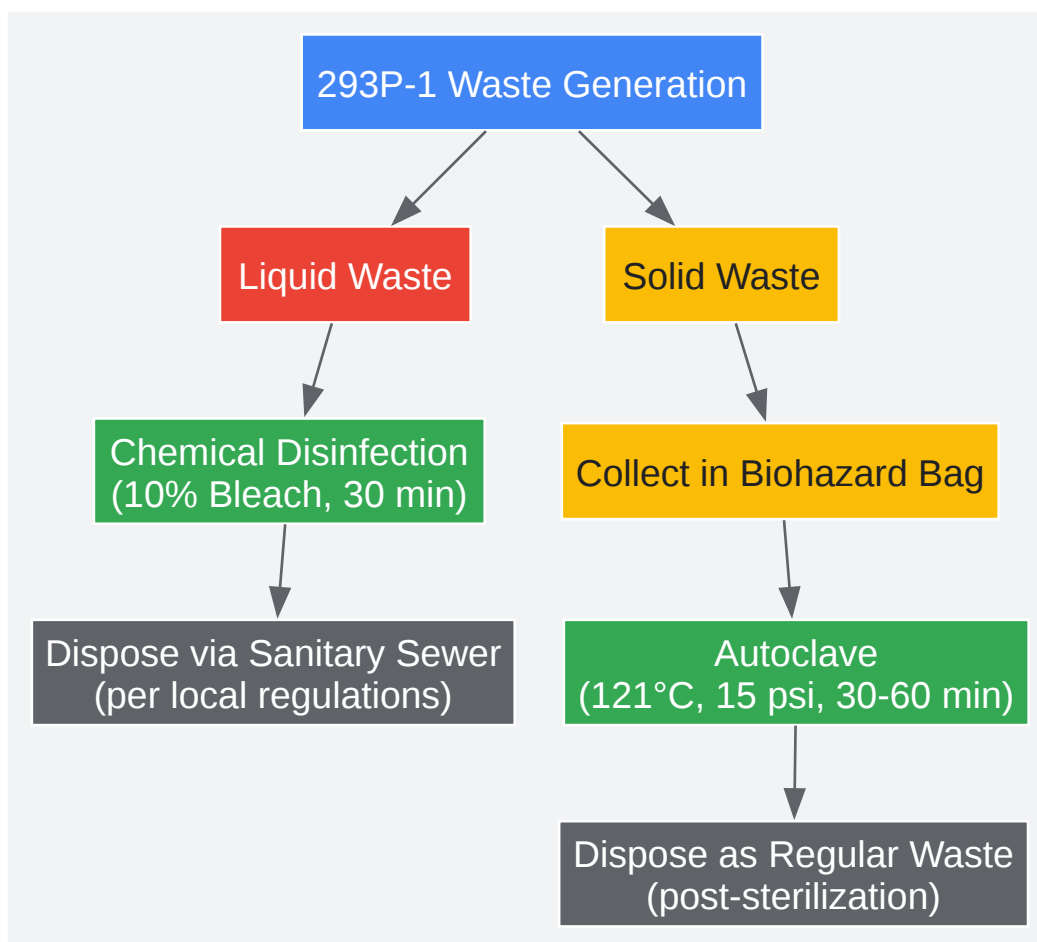 293P-1 Waste Generation
Liquid Waste
Solid Waste
Chemical Disinfection
(10% Bleach, 30 min)
Collect in Biohazard Bag
Dispose via Sanitary Sewer
(per local regulations)
Autoclave
(121°C, 15 psi, 30-60 min)
Dispose as Regular Waste
(post-sterilization)